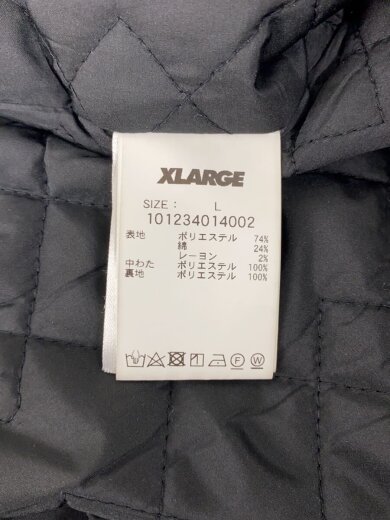 XLARGE
SIZE : L
101234014002
表地 ポリエステル 74%
綿 24%
レーヨン 2%
中わた ポリエステル 100%
裏地 ポリエステル 100%
F W